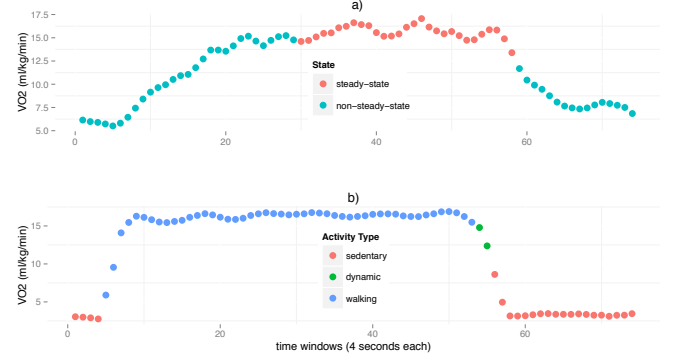 a)
17.5
15.0
12.5
10.0
7.5
5.0
VO2 (ml/kg/min)
State
steady−state
non−steady−state
0
20
40
60
b)
15
10
5
VO2 (ml/kg/min)
Activity Type
sedentary
dynamic
walking
0
20
40
60
time windows (4 seconds each)